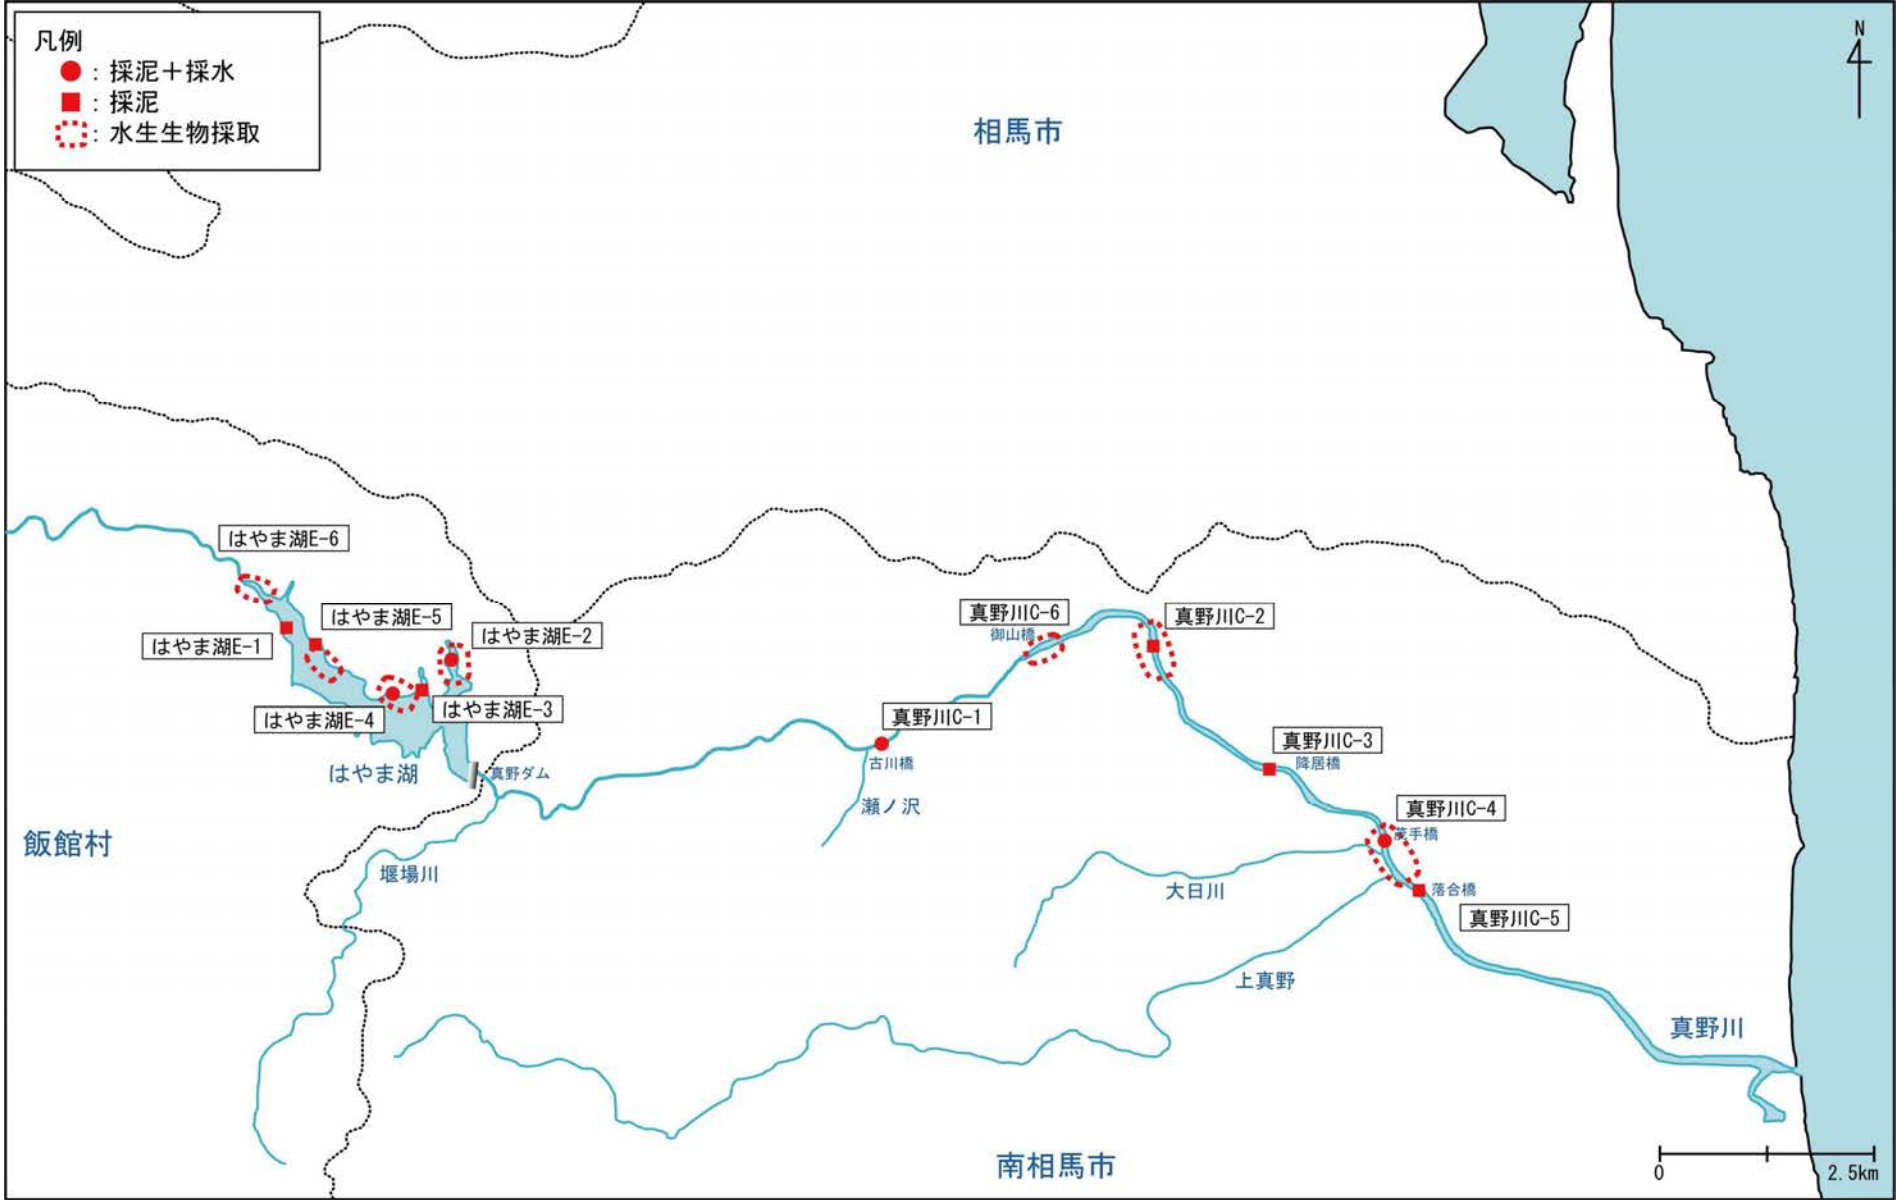 凡例
●：採泥＋採水
■：採泥
：水生生物採取
N
相馬市
はやま湖E-6
はやま湖E-5
はやま湖E-2
はやま湖E-1
はやま湖E-4
はやま湖E-3
はやま湖
真野ダム
飯館村
堰場川
真野川C-6
御山橋
真野川C-2
真野川C-1
古川橋
瀬ノ沢
真野川C-3
降居橋
真野川C-4
手橋
大日川
落合橋
真野川C-5
上真野
真野川
南相馬市
0
2.5km